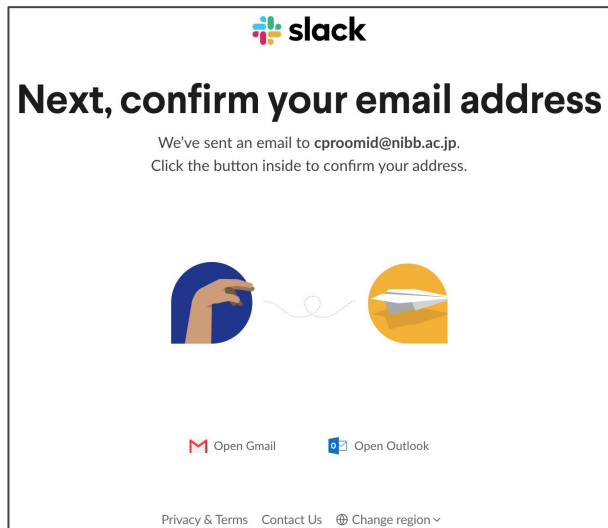 slack
Next, confirm your email address
We've sent an email to cproomid@nibb.ac.jp.
Click the button inside to confirm your address.
Open Gmail
Open Outlook
Privacy & Terms Contact Us Change region